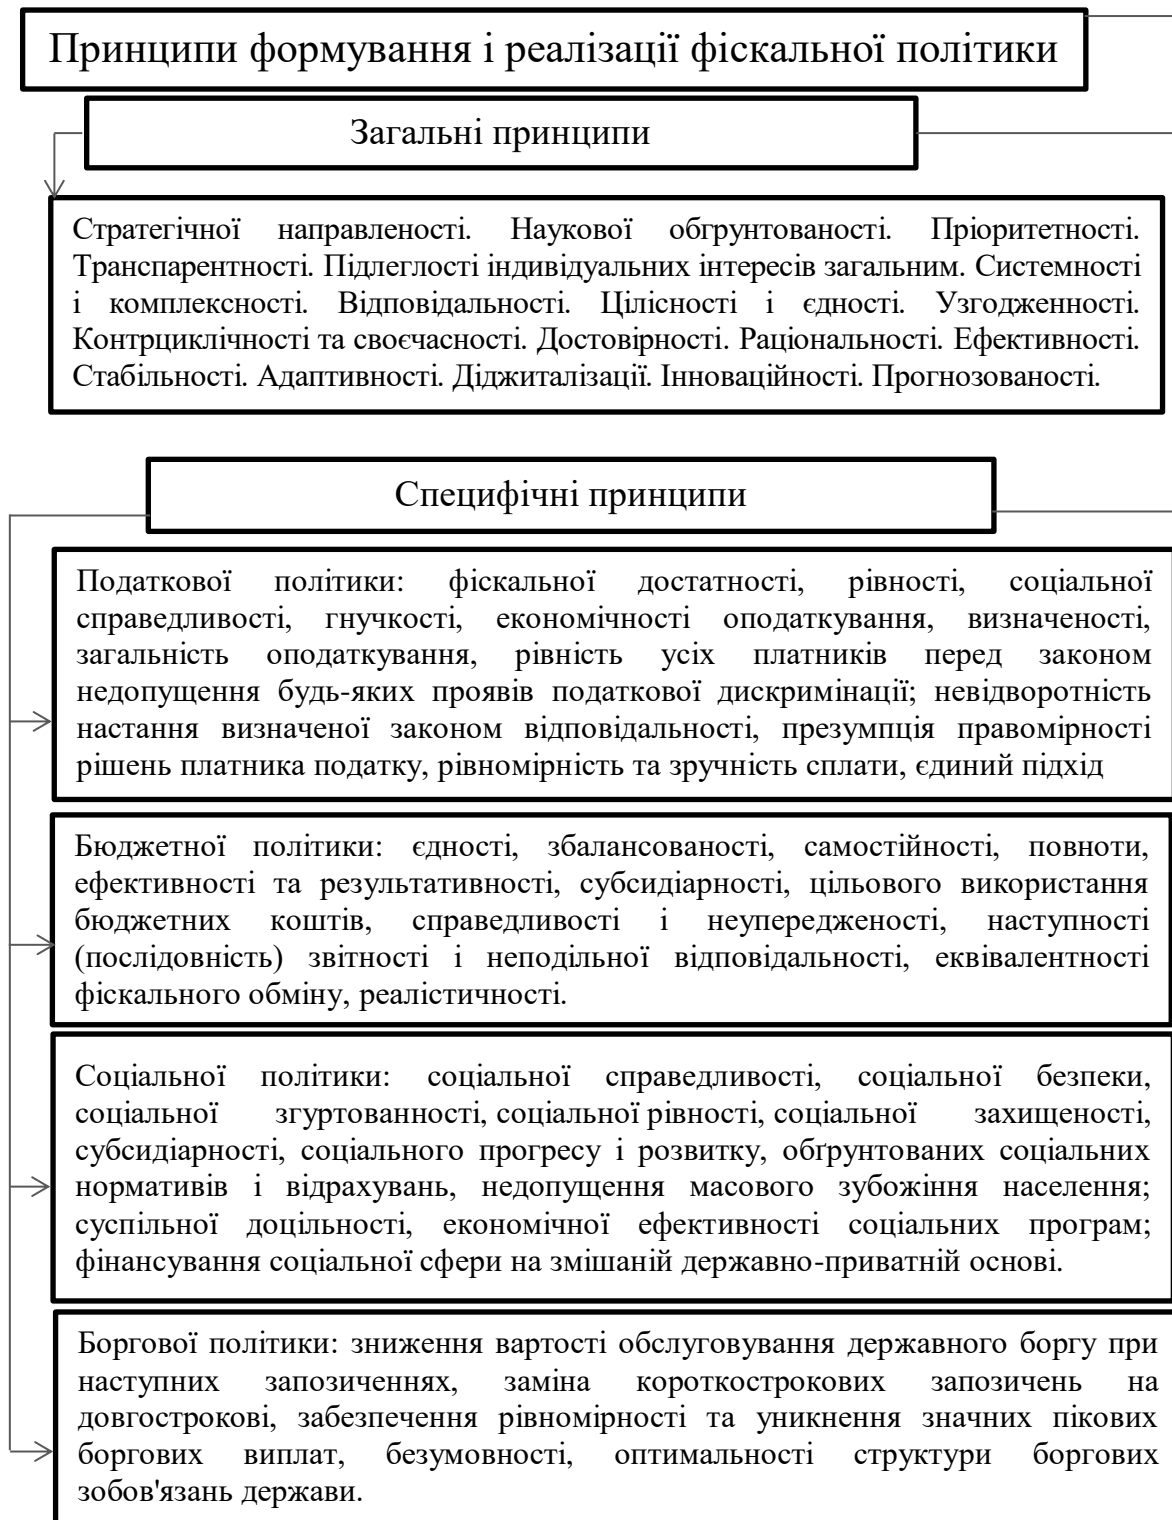 Принципи формування і реалізації фіскальної політики
Загальні принципи
Стратегічної направленості. Наукової обгрунтованості. Пріоритетності.
Транспарентності. Підлеглості індивідуальних інтересів загальним. Системності
і комплексності. Відповідальності. Цілісності і єдності. Узгодженності.
Контрциклічності та своєчасності. Достовірності. Раціональності. Ефективності.
Стабільності. Адаптивності. Діджиталізації. Інноваційності. Прогнозованості.
Специфічні принципи
Податкової політики: фіскальної достатності, рівності, соціальної
справедливості, гнучкості, економічності оподаткування, визначеності,
загальність оподаткування, рівність усіх платників перед законом
недопущення будь-яких проявів податкової дискримінації; невідворотність
настання визначеної законом відповідальності, презумпція правомірності
рішень платника податку, рівномірність та зручність сплати, єдиний підхід
Бюджетної політики: єдності, збалансованості, самостійності, повноти,
ефективності та результативності, субсидіарності, цільового використання
бюджетних коштів, справедливості і неупередженості, наступності
(послідовність) звітності і неподільної відповідальності, еквівалентності
фіскального обміну, реалістичності.
Соціальної політики: соціальної справедливості, соціальної безпеки,
соціальної згуртованності, соціальної рівності, соціальної захищеності,
субсидіарності, соціального прогресу і розвитку, обґрунтованих соціальних
нормативів і відрахувань, недопущення масового зубожіння населення;
суспільної доцільності, економічної ефективності соціальних програм;
фінансування соціальної сфери на змішаній державно-приватній основі.
Боргової політики: зниження вартості обслуговування державного боргу при
наступних запозиченнях, заміна короткострокових запозичень на
довгострокові, забезпечення рівномірності та уникнення значних пікових
боргових виплат, безумовності, оптимальності структури боргових
зобов'язань держави.